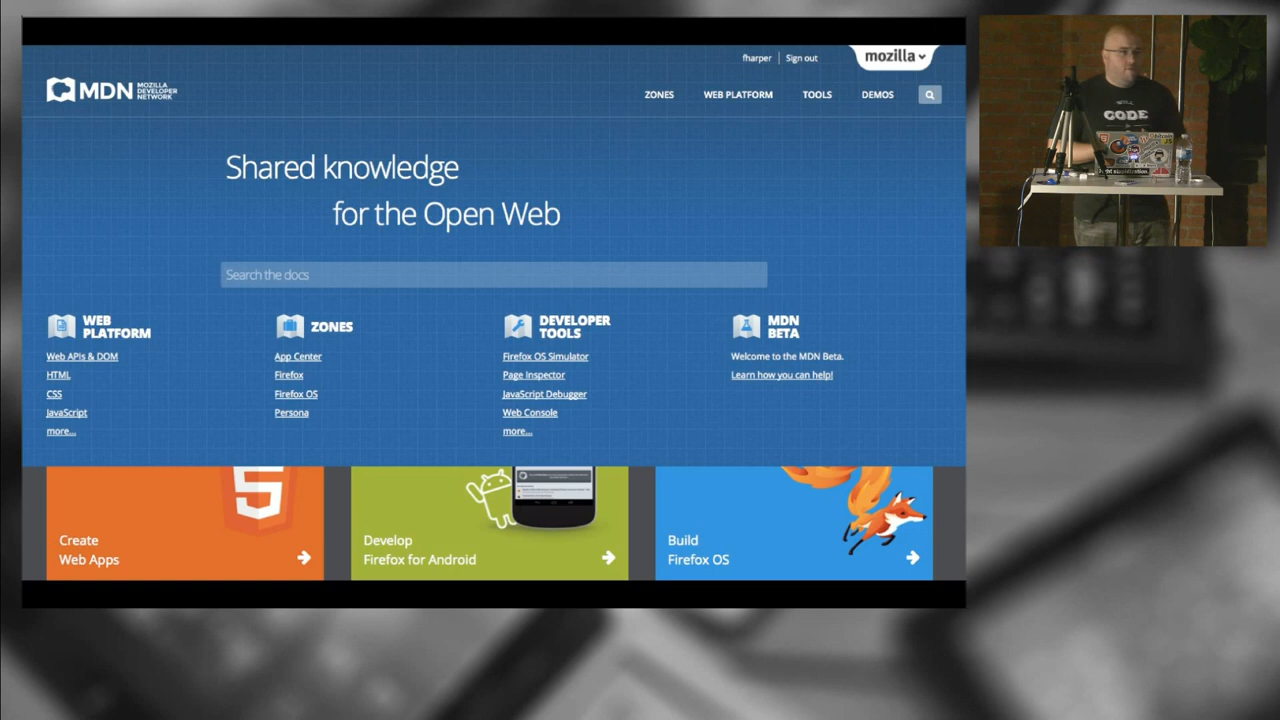 fharper
Sign out
mozilla
MDN MOZILLA DEVELOPER NETWORK
ZONES
WEB PLATFORM
TOOLS
DEMOS
Shared knowledge
for the Open Web
Search the docs
WEB
PLATFORM
Web APIs & DOM
HTML
CSS
JavaScript
more...
ZONES
App Center
Firefox
Firefox OS
Persona
DEVELOPER
TOOLS
Firefox OS Simulator
Page Inspector
JavaScript Debugger
Web Console
more...
MDN
BETA
Welcome to the MDN Beta.
Learn how you can help!
5
Create
Web Apps
Develop
Firefox for Android
Build
Firefox OS
CODE
bitcoin
JS